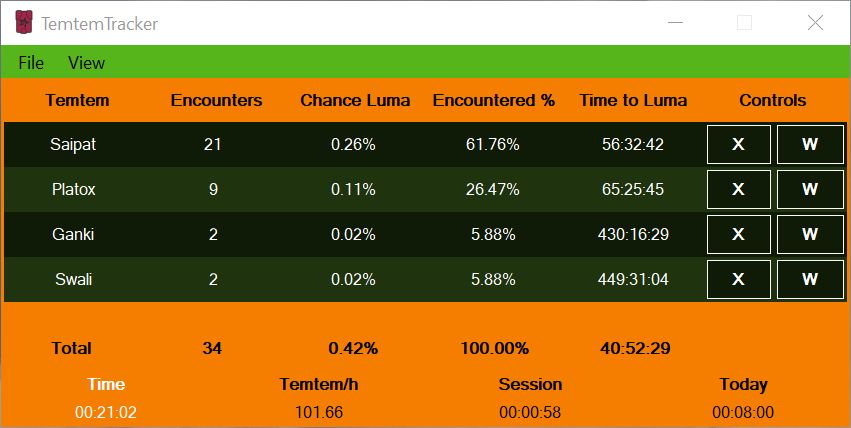 TemtemTracker
File View
Temtem Encounters Chance Luma Encountered % Time to Luma Controls
Saipat 21 0.26% 61.76% 56:32:42 X W
Platox 9 0.11% 26.47% 65:25:45 X W
Ganki 2 0.02% 5.88% 430:16:29 X W
Swali 2 0.02% 5.88% 449:31:04 X W
Total 34 0.42% 100.00% 40:52:29
Time Temtem/h Session Today
00:21:02 101.66 00:00:58 00:08:00